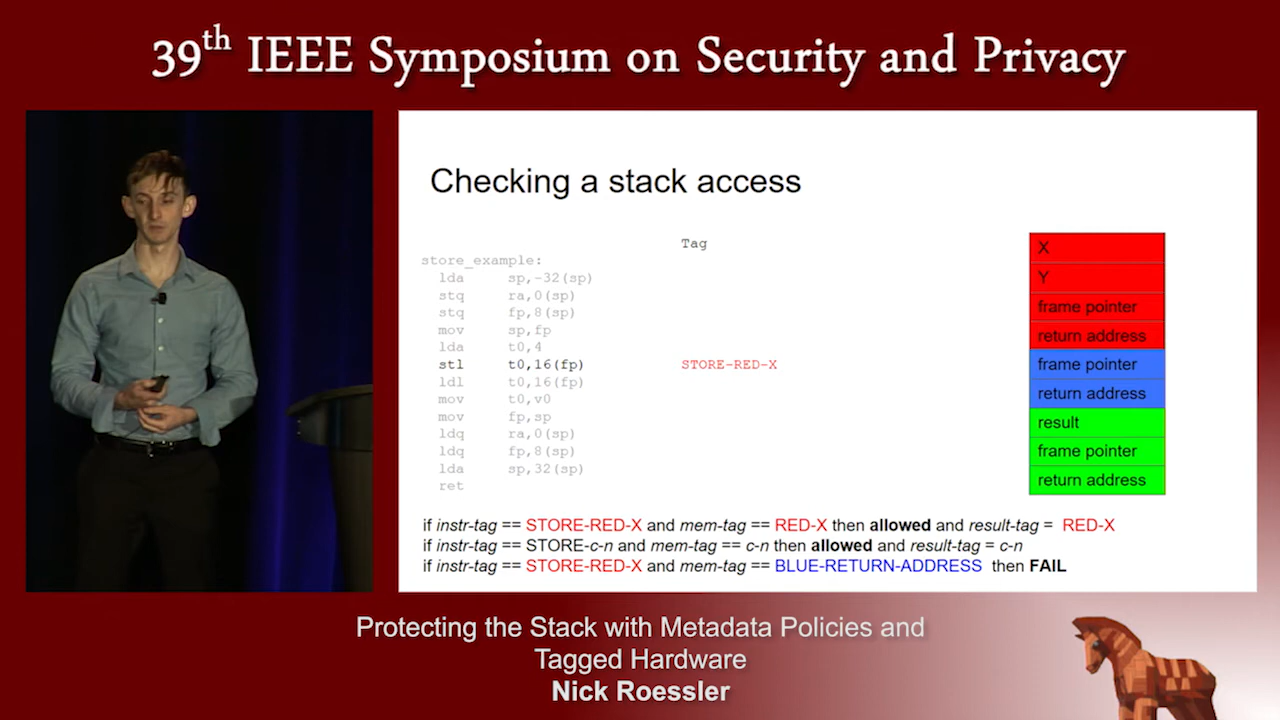 39th IEEE Symposium on Security and Privacy
Checking a stack access
Tag
store_example:
lda sp,-32(sp)
stq ra,0(sp)
stq fp,8(sp)
mov sp,fp
lda t0,4
stl t0,16(fp) STORE-RED-X
ldl t0,16(fp)
mov t0,v0
mov fp,sp
ldq ra,0(sp)
ldq fp,8(sp)
lda sp,32(sp)
ret
X
Y
frame pointer
return address
frame pointer
return address
result
frame pointer
return address
if instr-tag == STORE-RED-X and mem-tag == RED-X then allowed and result-tag = RED-X
if instr-tag == STORE-c-n and mem-tag == c-n then allowed and result-tag = c-n
if instr-tag == STORE-RED-X and mem-tag == BLUE-RETURN-ADDRESS then FAIL
Protecting the Stack with Metadata Policies and
Tagged Hardware
Nick Roessler